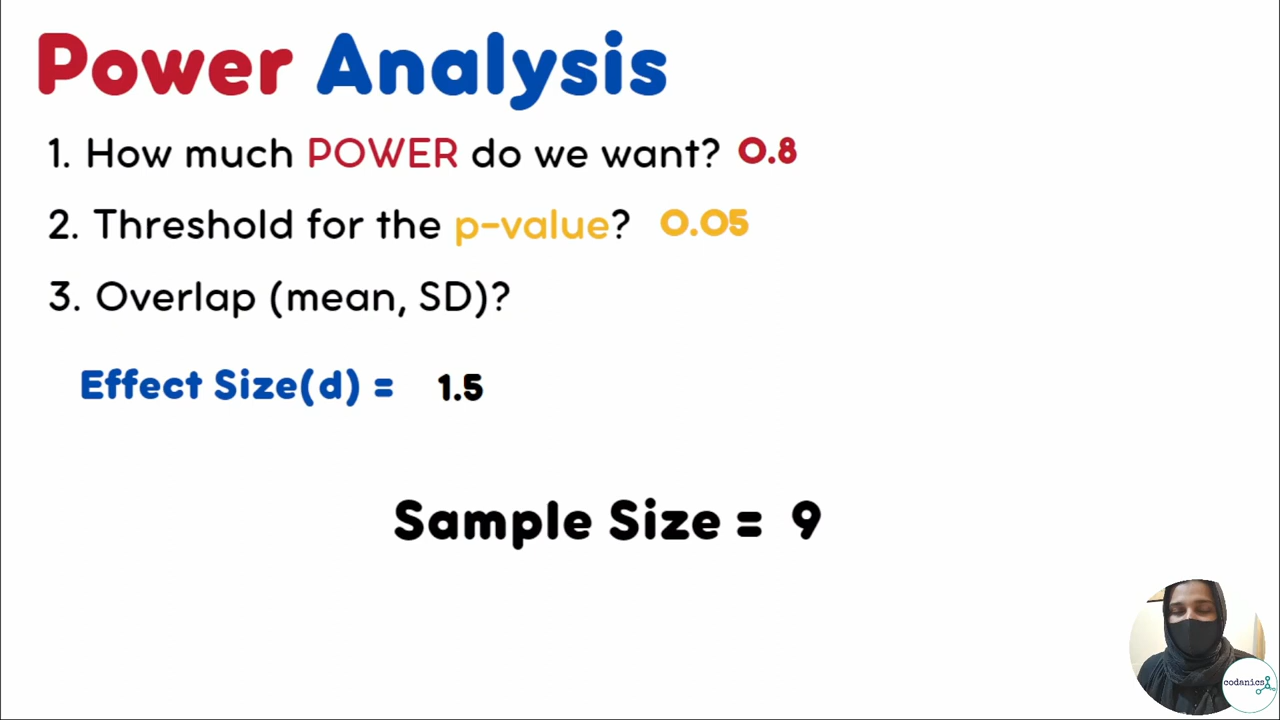 Power Analysis
1. How much POWER do we want? 0.8
2. Threshold for the p-value? 0.05
3. Overlap (mean, SD)?
Effect Size(d) = 1.5
Sample Size = 9
codanics